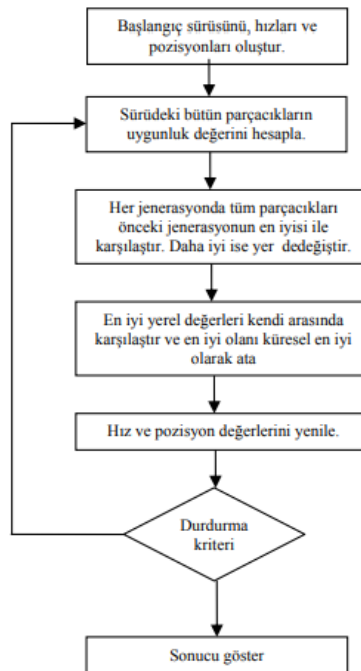 Başlangıç sürüsünü, hızları ve
pozisyonları oluştur.
Sürüdeki bütün parçacıkların
uygunluk değerini hesapla.
Her jenerasyonda tüm parçacıkları
önceki jenerasyonun en iyisi ile
karşılaştır. Daha iyi ise yer dedeğiştir.
En iyi yerel değerleri kendi arasında
karşılaştır ve en iyi olanı küresel en iyi
olarak ata
Hız ve pozisyon değerlerini yenile.
Durdurma
kriteri
Sonucu göster